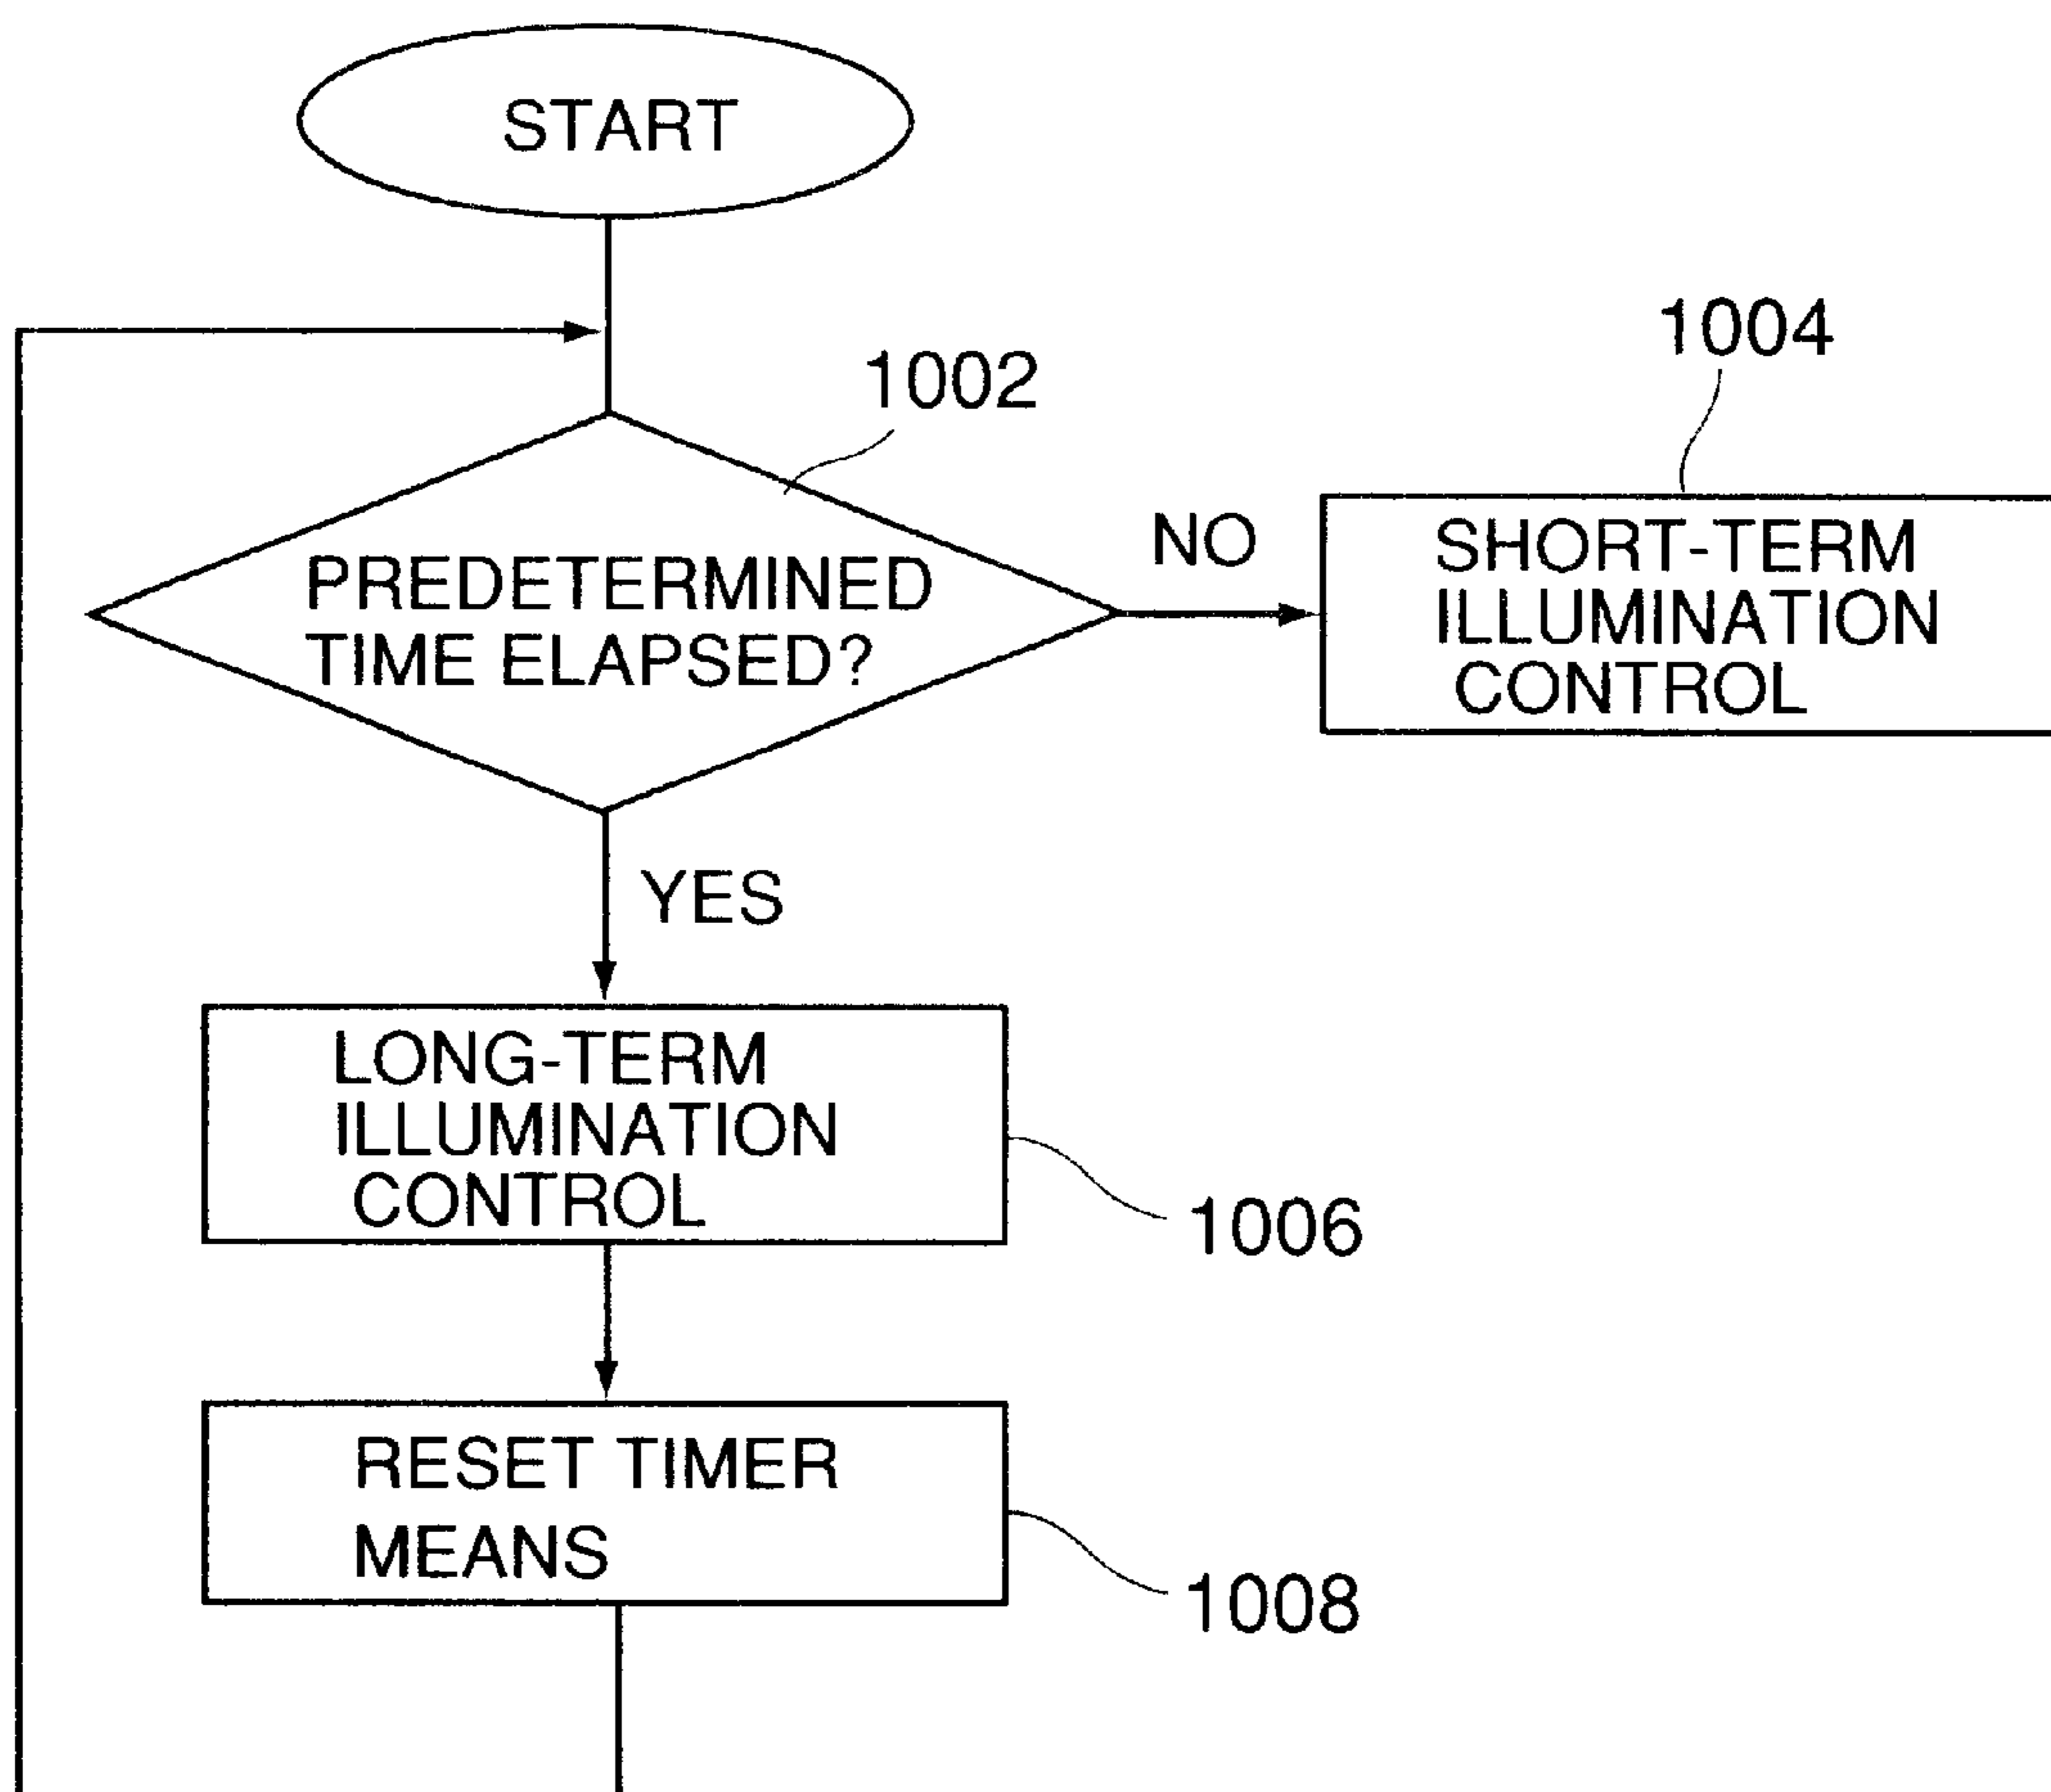 START
1002
1004
PREDETERMINED
TIME ELAPSED?
NO
SHORT-TERM
ILLUMINATION
CONTROL
YES
LONG-TERM
ILLUMINATION
CONTROL
1006
RESET TIMER
MEANS
1008